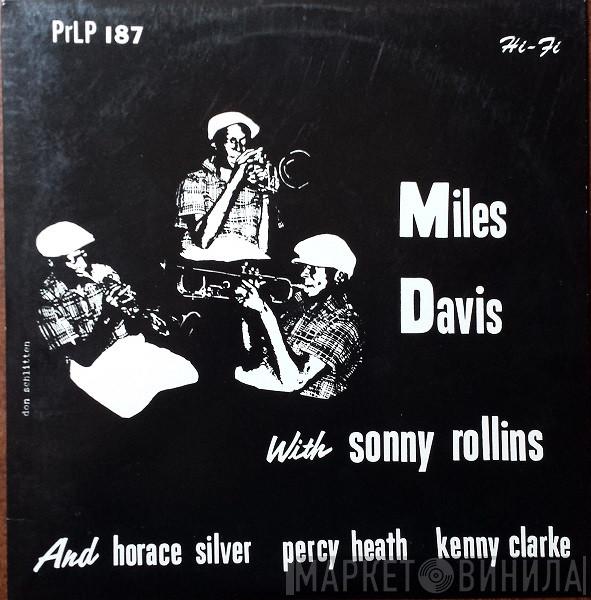 PrLP 187
Hi-Fi
Miles
Davis
don schlitten
With sonny rollins
And horace silver percy heath kenny clarke
МАРКЕТ ВИНИЛА